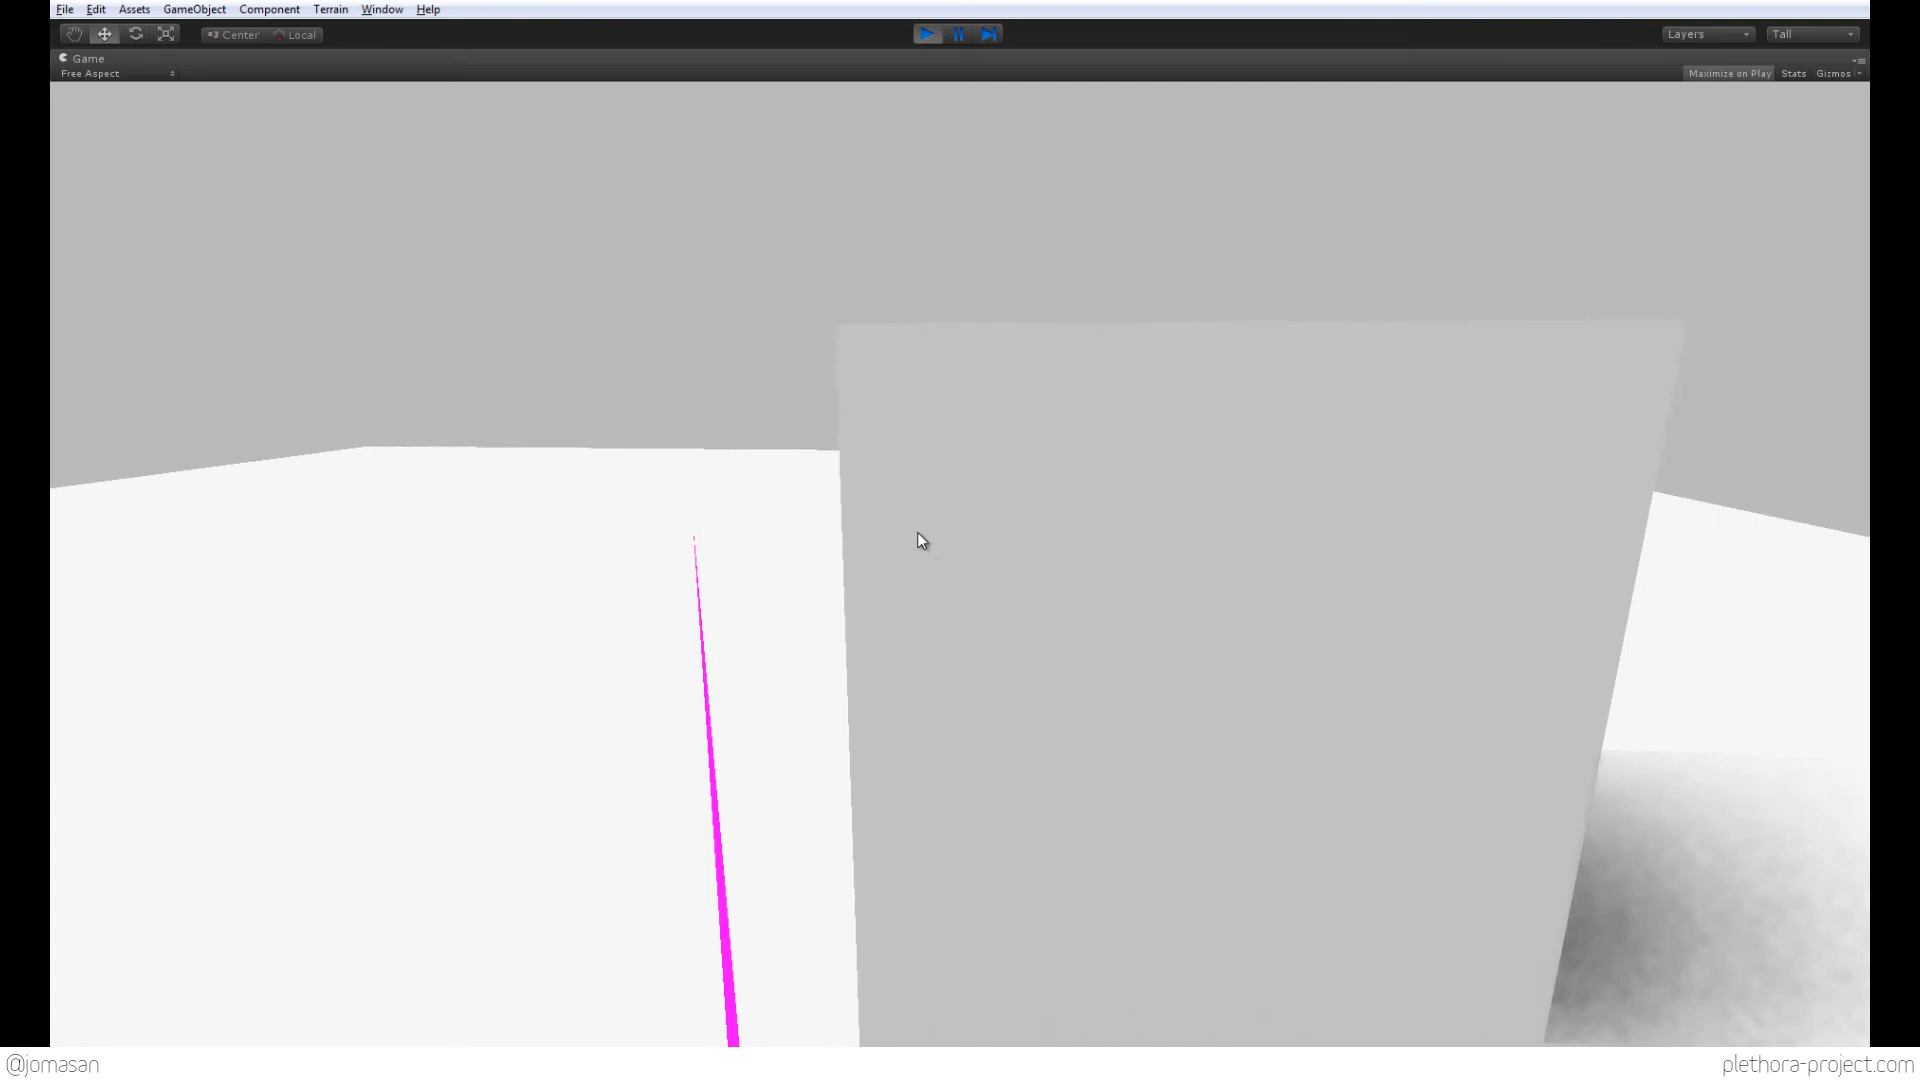 File Edit Assets GameObject Component Terrain Window Help
Center Local Layers Tall
Game
Free Aspect Maximize on Play Stats Gizmos
@jomasan plethora-project.com